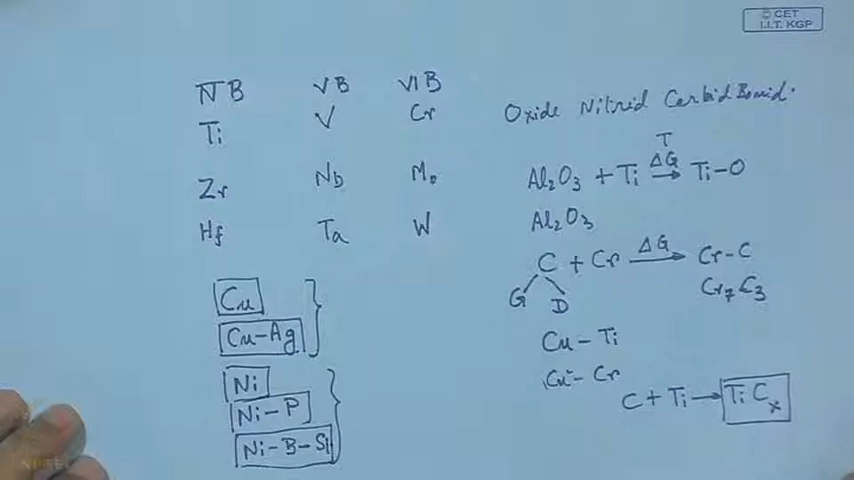 © CET
I.I.T. KGP
IVB VB VIB
Ti V Cr
Zr Nb Mo
Hf Ta W
Cu
Cu-Ag
Ni
Ni-P
Ni-B-Si
Oxide Nitrid Carbid Borid.
T
Al2O3 + Ti ΔG→ Ti-O
Al2O3
C + Cr ΔG→ Cr-C
G D Cr7C3
Cu-Ti
Cu-Cr
C + Ti → TiCx